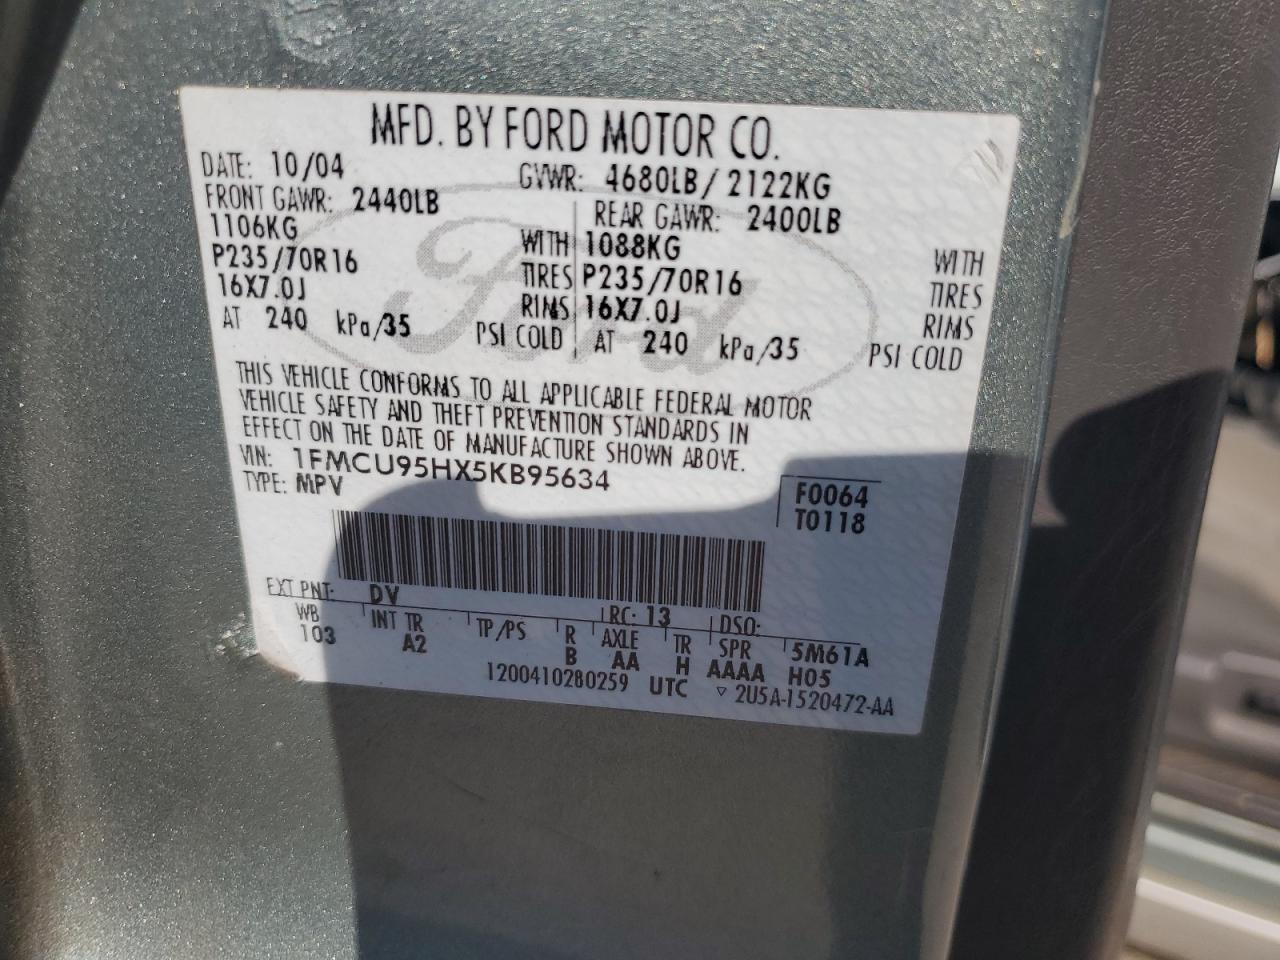 MFD. BY FORD MOTOR CO.
DATE: 10/04 GVWR: 4680LB/2122KG
FRONT GAWR: 2440LB REAR GAWR: 2400LB
1106KG WITH 1088KG WITH
P235/70R16 TIRES P235/70R16 TIRES
16X7.0J RIMS 16X7.0J RIMS
AT 240 kPa/35 PSI COLD AT 240 kPa/35 PSI COLD
Ford
THIS VEHICLE CONFORMS TO ALL APPLICABLE FEDERAL MOTOR
VEHICLE SAFETY AND THEFT PREVENTION STANDARDS IN
EFFECT ON THE DATE OF MANUFACTURE SHOWN ABOVE.
VIN: 1FMCU95HX5KB95634
TYPE: MPV
F0064
T0118
EXT PNT: DV RC: 13 DSO:
WB INT TR TP/PS R AXLE TR SPR 5M61A
103 A2 B AA H AAAA H05
1200410280259 UTC ▽ 2U5A-1520472-AA